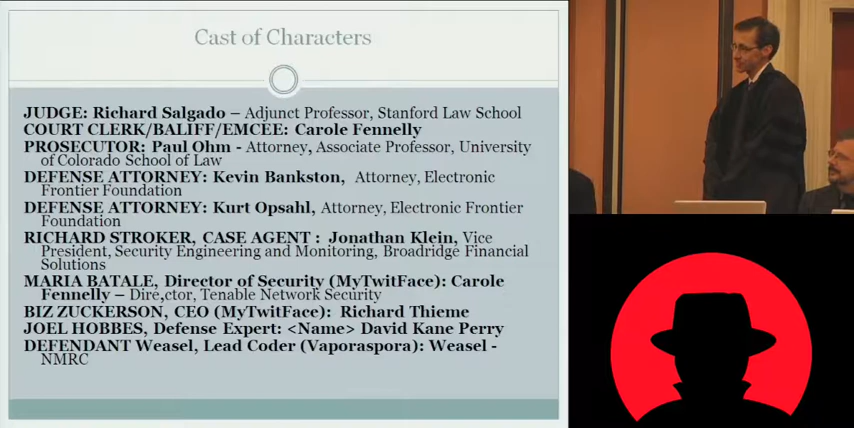 Cast of Characters
JUDGE: Richard Salgado – Adjunct Professor, Stanford Law School
COURT CLERK/BALIFF/EMCEE: Carole Fennelly
PROSECUTOR: Paul Ohm - Attorney, Associate Professor, University
of Colorado School of Law
DEFENSE ATTORNEY: Kevin Bankston, Attorney, Electronic
Frontier Foundation
DEFENSE ATTORNEY: Kurt Opsahl, Attorney, Electronic Frontier
Foundation
RICHARD STROKER, CASE AGENT : Jonathan Klein, Vice
President, Security Engineering and Monitoring, Broadridge Financial
Solutions
MARIA BATALE, Director of Security (MyTwitFace): Carole
Fennelly – Dire,ctor, Tenable Network Security
BIZ ZUCKERSON, CEO (MyTwitFace): Richard Thieme
JOEL HOBBES, Defense Expert: <Name> David Kane Perry
DEFENDANT Weasel, Lead Coder (Vaporaspora): Weasel -
NMRC